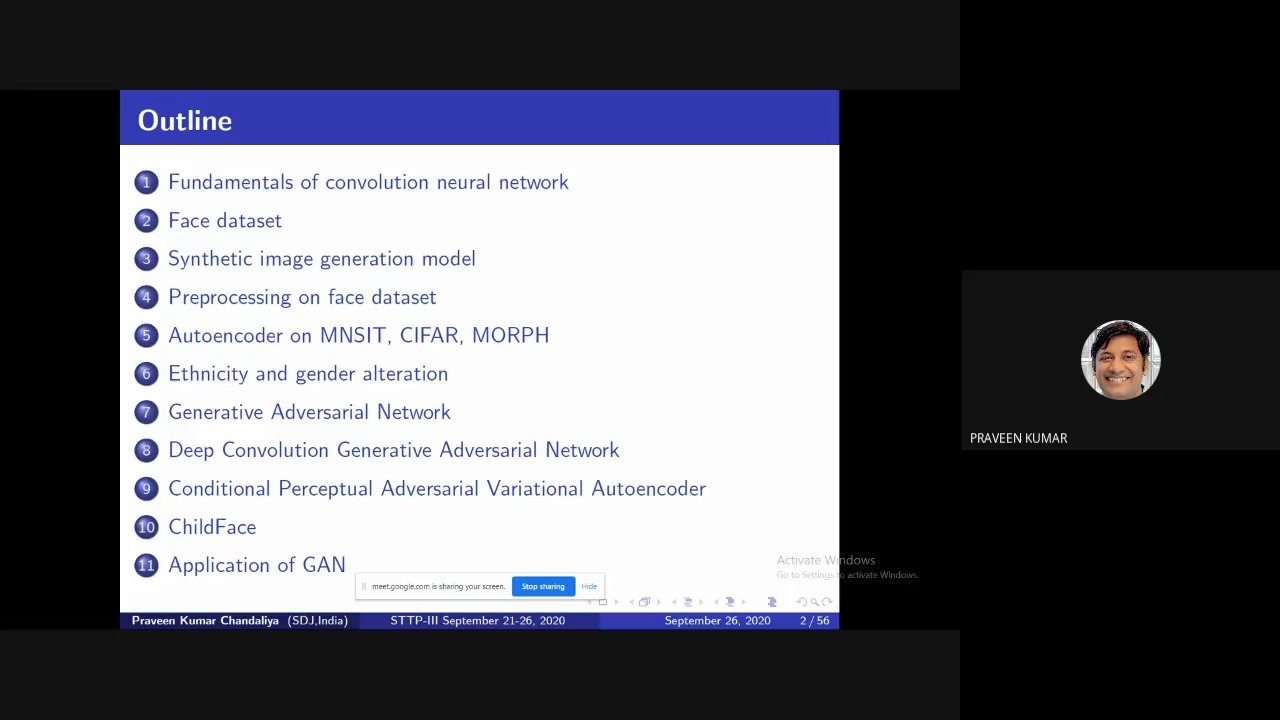 Outline
1 Fundamentals of convolution neural network
2 Face dataset
3 Synthetic image generation model
4 Preprocessing on face dataset
5 Autoencoder on MNSIT, CIFAR, MORPH
6 Ethnicity and gender alteration
7 Generative Adversarial Network
8 Deep Convolution Generative Adversarial Network
9 Conditional Perceptual Adversarial Variational Autoencoder
10 ChildFace
11 Application of GAN
Activate Windows
Go to Settings to activate Windows.
meet.google.com is sharing your screen. Stop sharing Hide
Praveen Kumar Chandaliya (SDJ,India) STTP-III September 21-26, 2020 September 26, 2020 2 / 56
PRAVEEN KUMAR